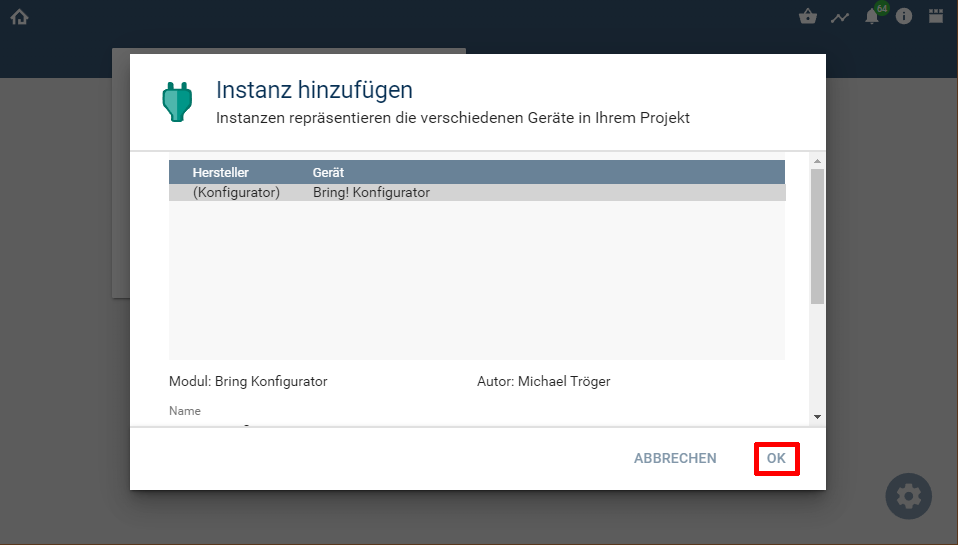 64
Instanz hinzufügen
Instanzen repräsentieren die verschiedenen Geräte in Ihrem Projekt
Hersteller Gerät
(Konfigurator) Bring! Konfigurator
Modul: Bring Konfigurator Autor: Michael Tröger
Name
ABBRECHEN OK